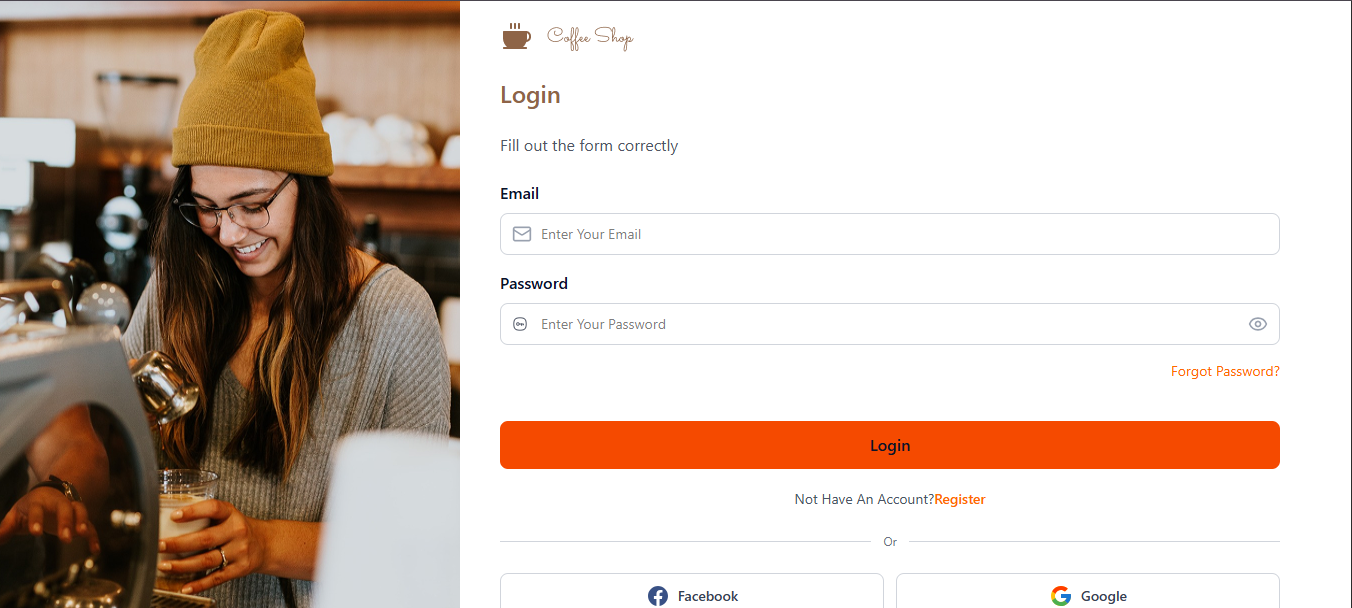 Coffee Shop
Login
Fill out the form correctly
Email
Enter Your Email
Password
Enter Your Password
Forgot Password?
Login
Not Have An Account?Register
Or
Facebook
Google